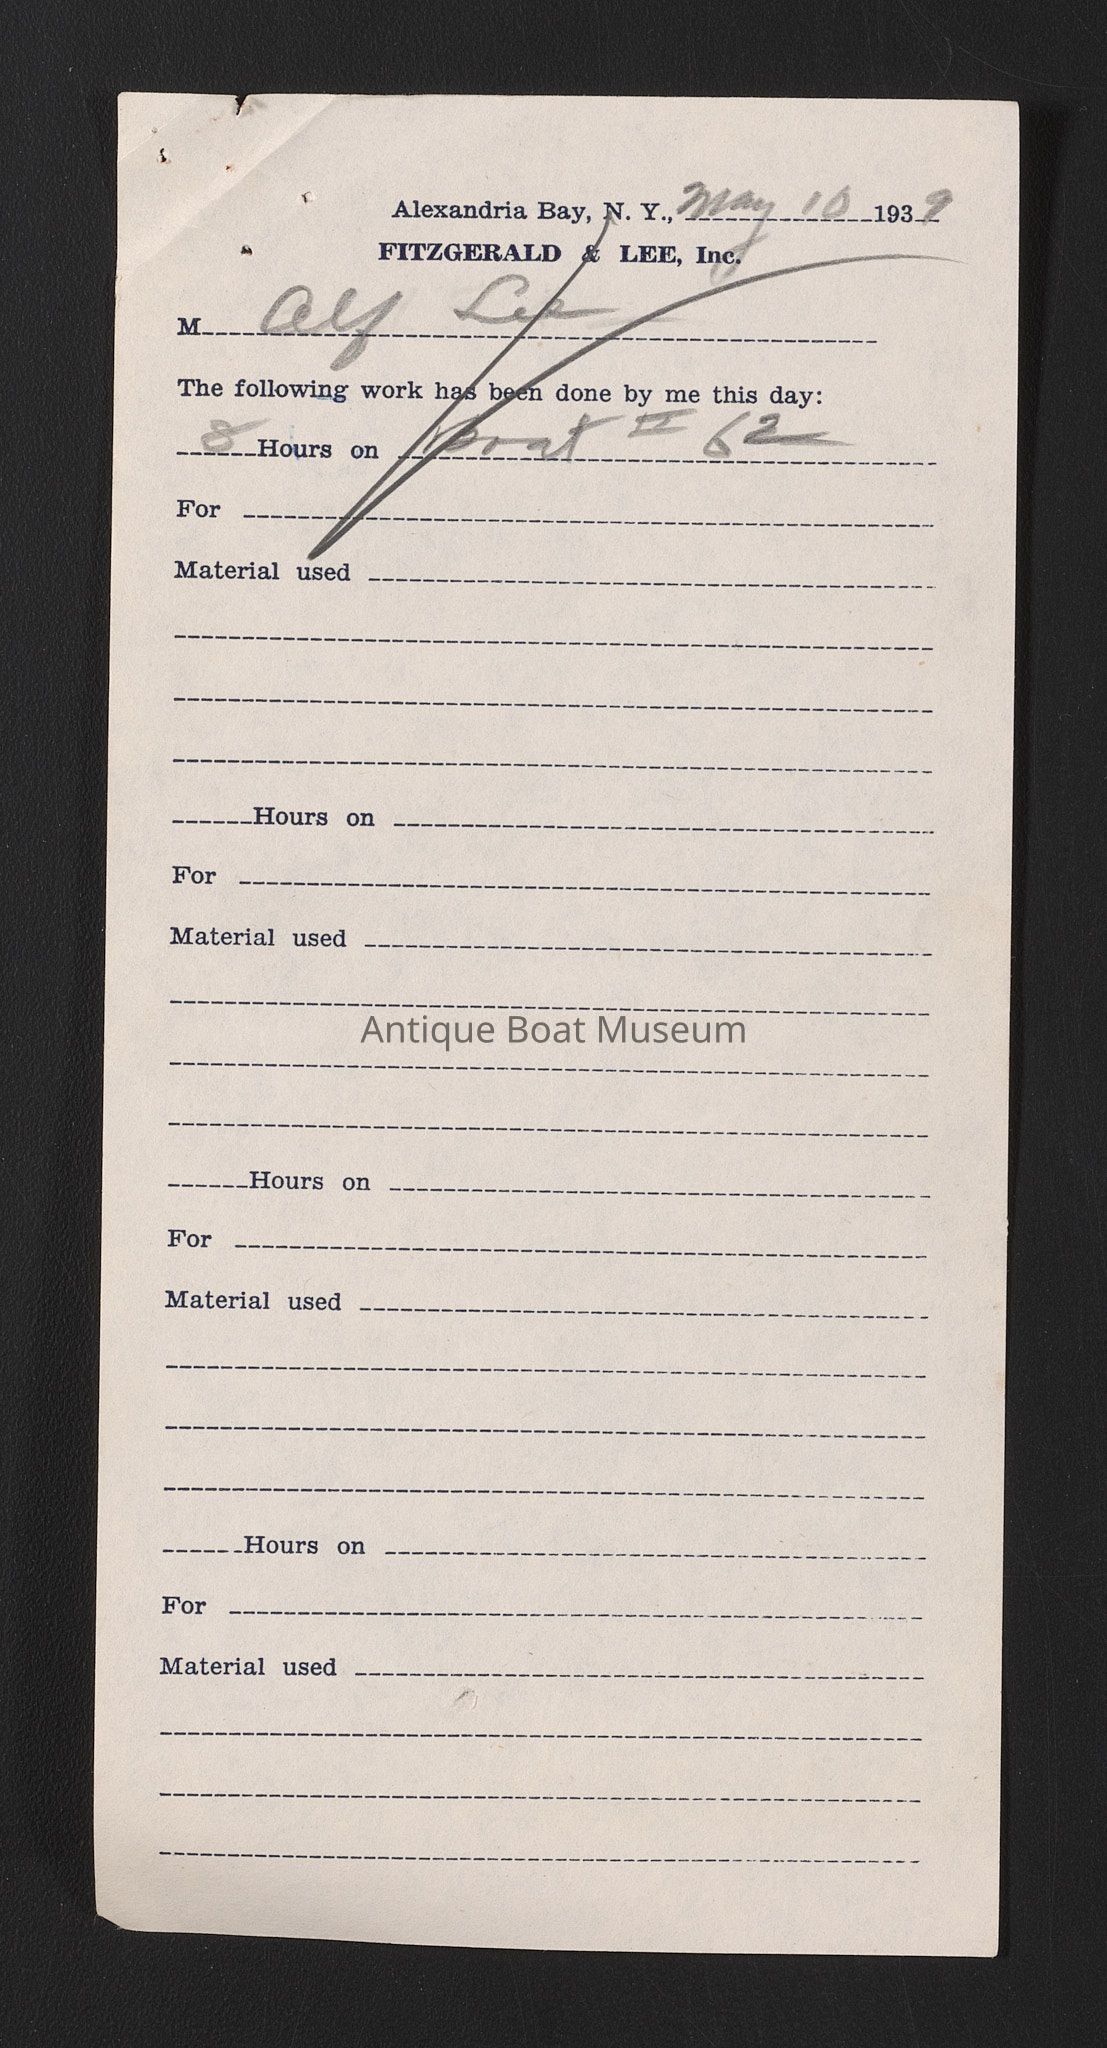 Alexandria Bay, N. Y., May 10 1939
FITZGERALD & LEE, Inc.
M Alf Lee
The following work has been done by me this day:
8 Hours on Boat # 62
For
Material used
Hours on
For
Material used
Antique Boat Museum
Hours on
For
Material used
Hours on
For
Material used